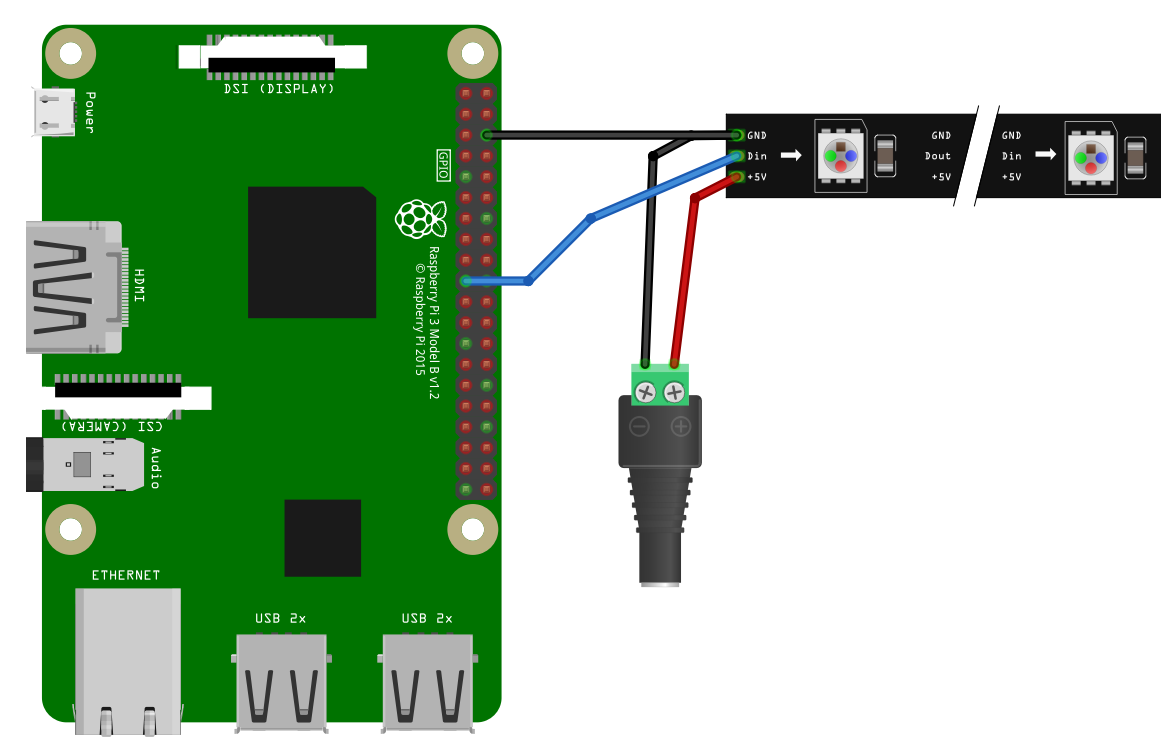 DSI (DISPLAY)
Power
GPIO
Raspberry Pi 3 Model B v1.2
© Raspberry Pi 2015
HDMI
CSI (CAMERA)
Audio
ETHERNET
USB 2x
USB 2x
GND
Din
+5V
GND
Dout
+5V
GND
Din
+5V
− +